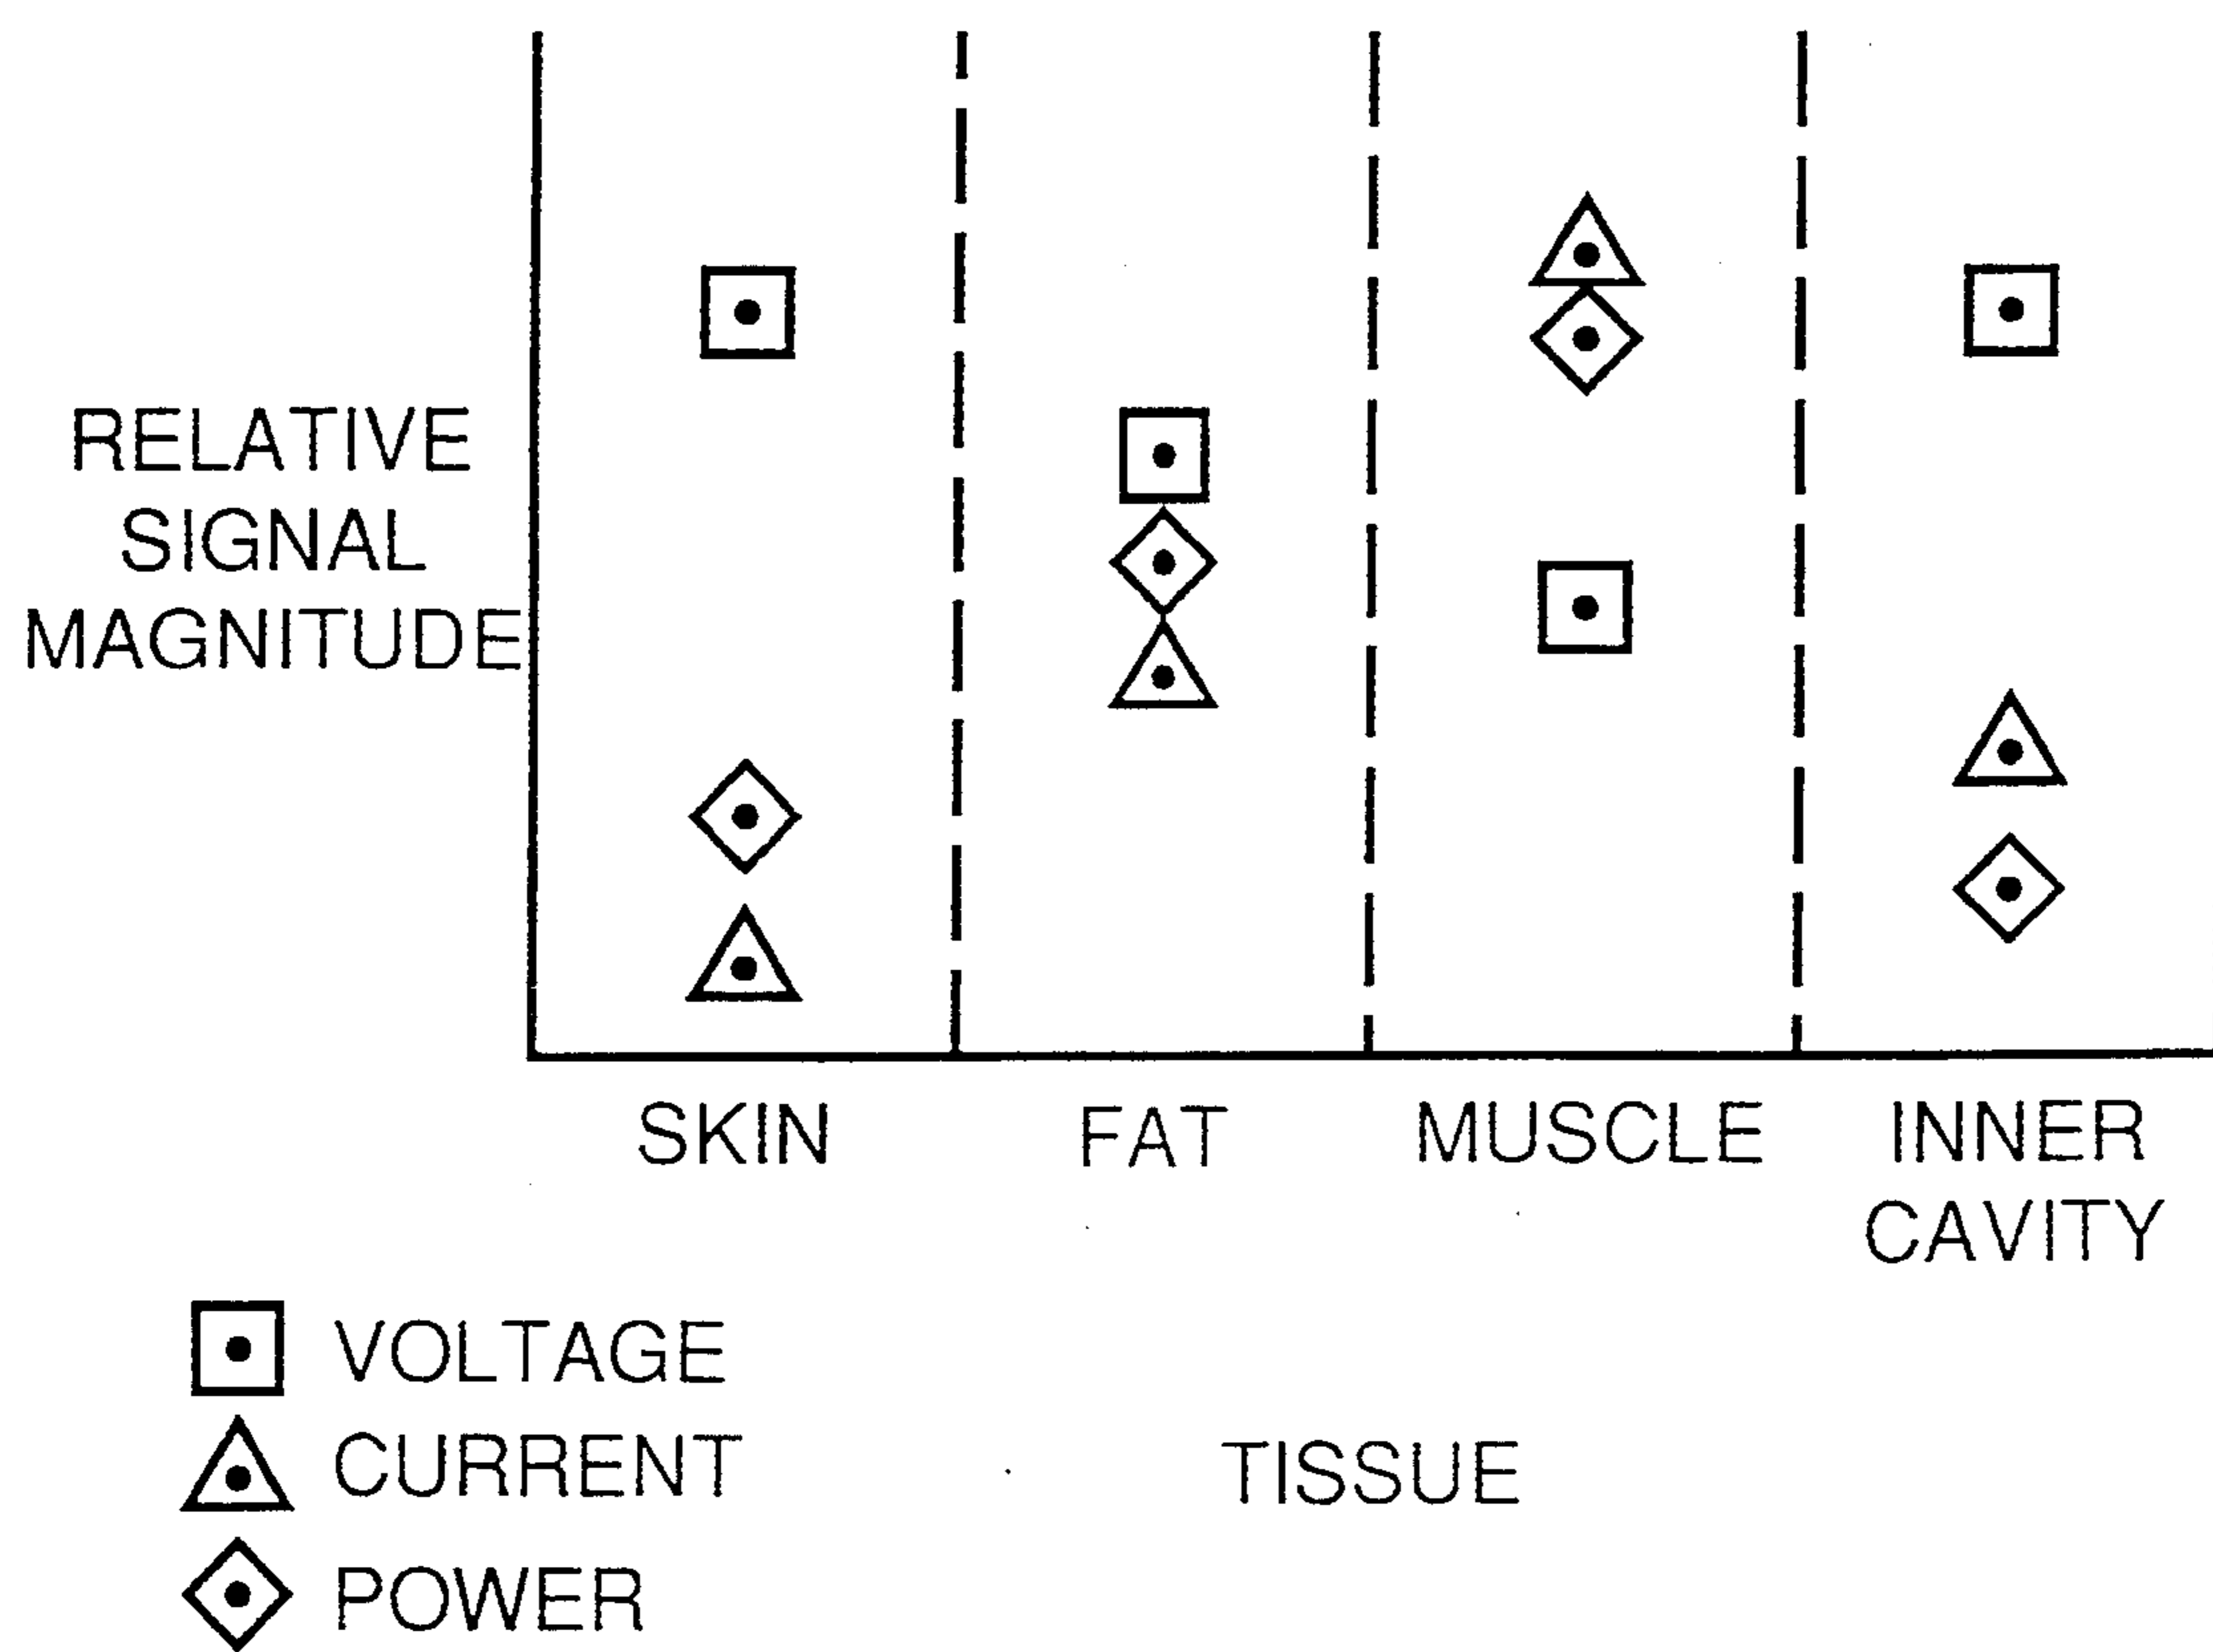 RELATIVE
SIGNAL
MAGNITUDE
SKIN
FAT
MUSCLE
INNER
CAVITY
VOLTAGE
CURRENT
POWER
TISSUE